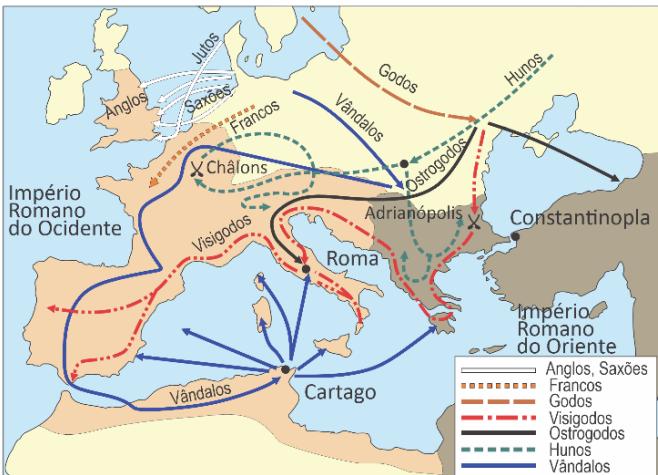 Jutos
Anglos
Saxões
Godos
Hunos
Vândalos
Francos
Châlons
Ostrogodos
Império
Romano
do Ocidente
Visigodos
Adrianópolis
Constantinopla
Roma
Império
Romano
do Oriente
Vândalos
Cartago
Anglos, Saxões
Francos
Godos
Visigodos
Ostrogodos
Hunos
Vândalos